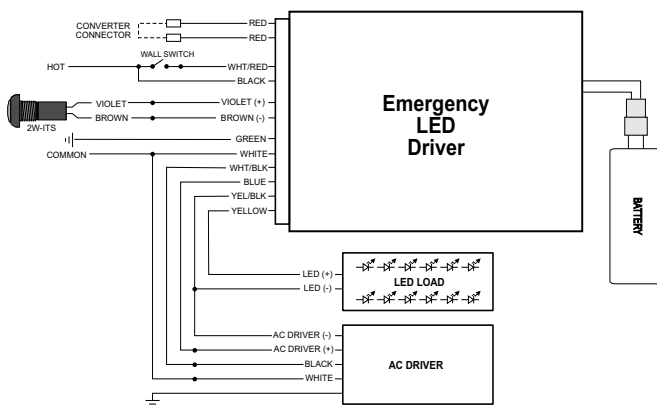 CONVERTER
CONNECTOR
RED
RED
WALL SWITCH
HOT
WHT/RED
BLACK
VIOLET
VIOLET (+)
BROWN
BROWN (-)
2W-ITS
GREEN
COMMON
WHITE
WHT/BLK
BLUE
YEL/BLK
YELLOW
Emergency
LED
Driver
BATTERY
LED (+)
LED (-)
LED LOAD
AC DRIVER (-)
AC DRIVER (+)
BLACK
WHITE
AC DRIVER